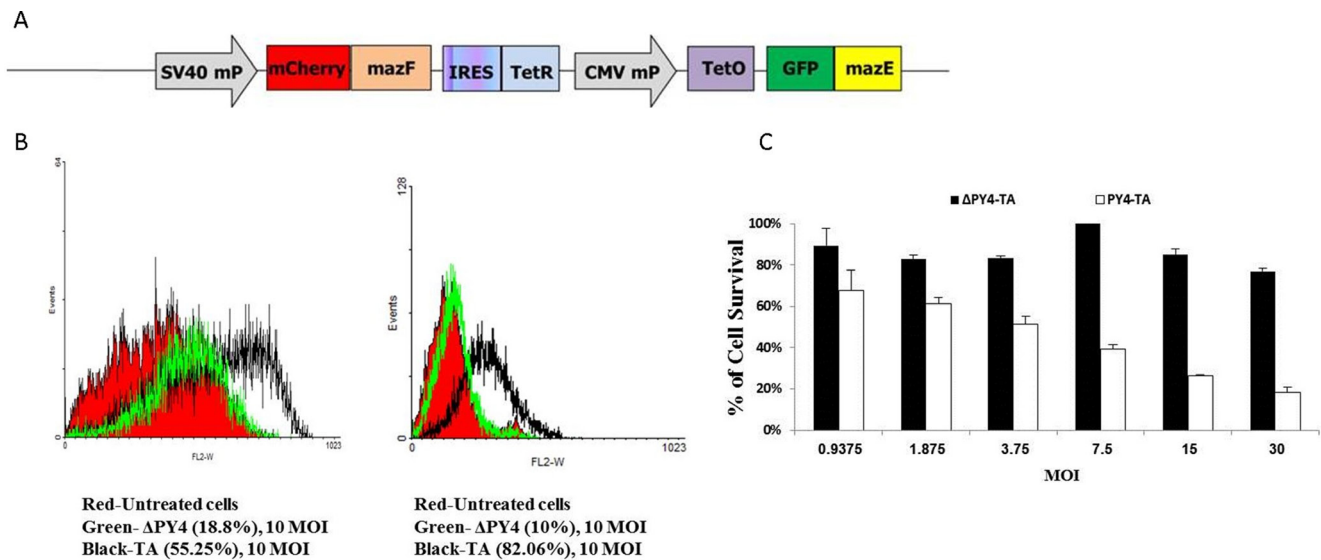 A
SV40 mP mCherry mazF IRES TetR CMV mP TetO GFP mazE
B
64
Events
0
0 1023
FL2-W
Red-Untreated cells
Green- ΔPY4 (18.8%), 10 MOI
Black-TA (55.25%), 10 MOI
128
Events
0
0 1023
FL2-W
Red-Untreated cells
Green- ΔPY4 (10%), 10 MOI
Black-TA (82.06%), 10 MOI
C
ΔPY4-TA PY4-TA
% of Cell Survival
100%
80%
60%
40%
20%
0%
0.9375 1.875 3.75 7.5 15 30
MOI